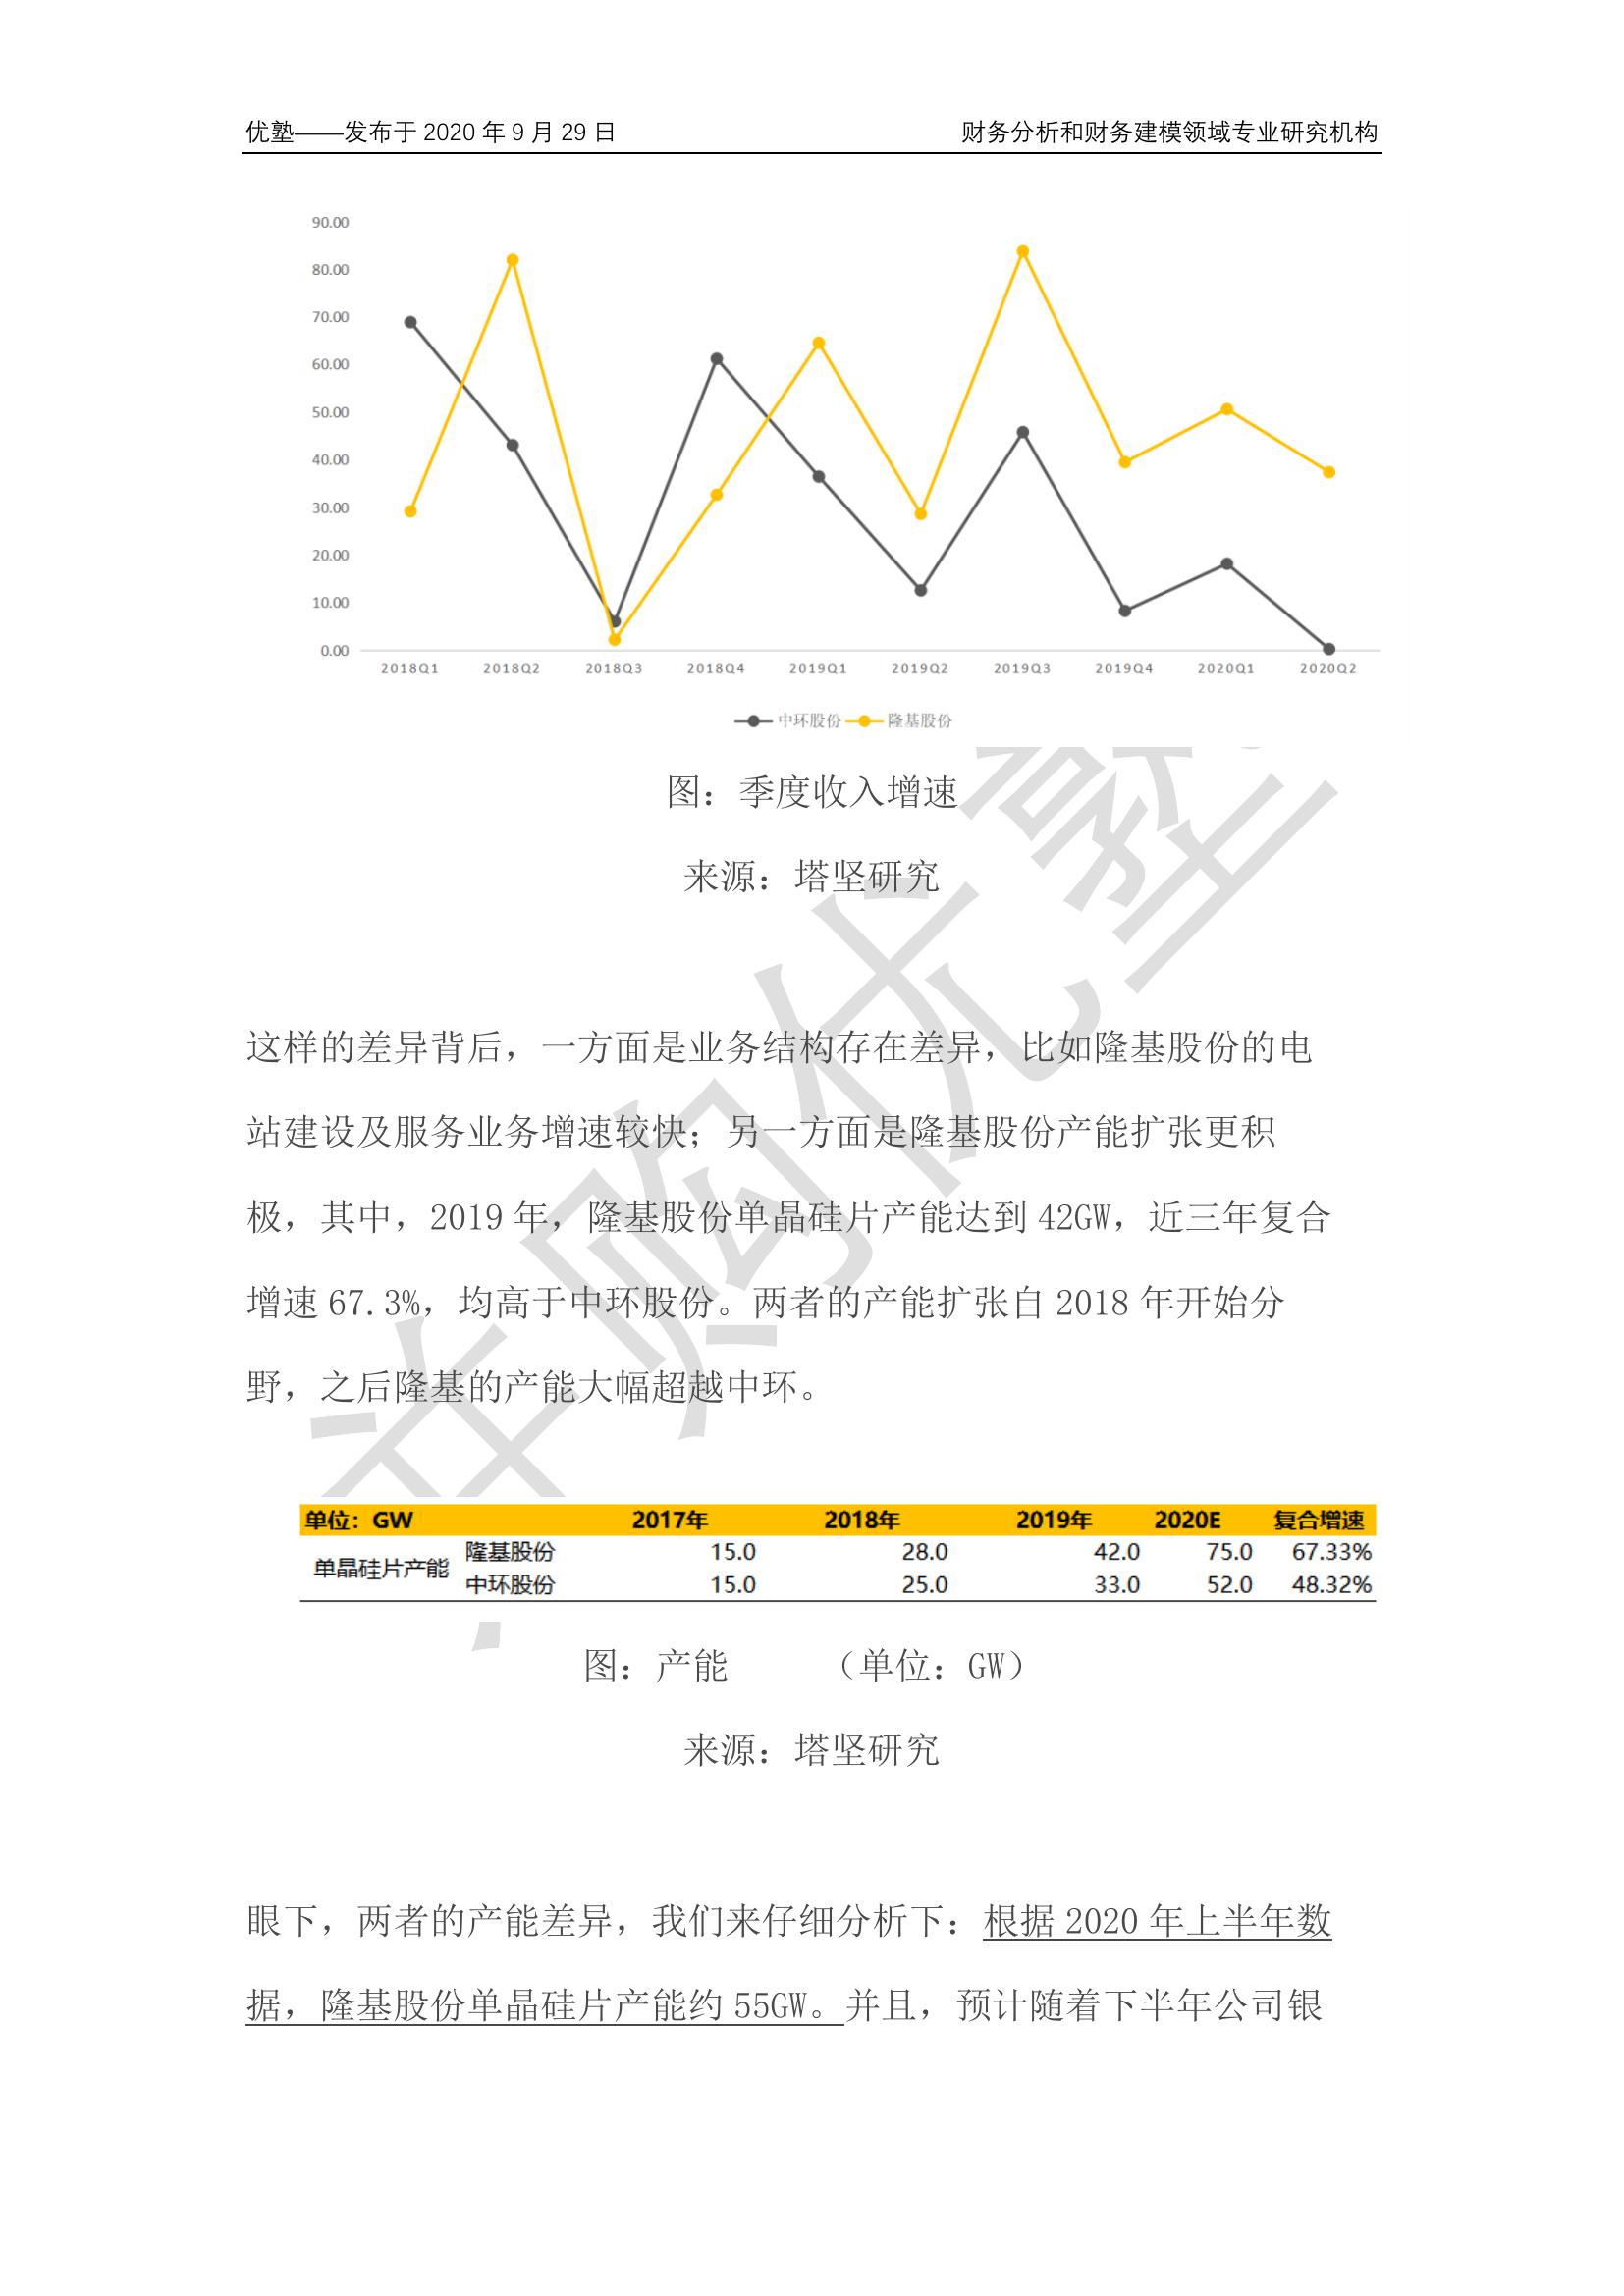 优塾——发布于 2020 年 9 月 29 日 财务分析和财务建模领域专业研究机构
90.00
80.00
70.00
60.00
50.00
40.00
30.00
20.00
10.00
0.00
2018Q1 2018Q2 2018Q3 2018Q4 2019Q1 2019Q2 2019Q3 2019Q4 2020Q1 2020Q2
中环股份 隆基股份
图：季度收入增速
来源：塔坚研究
这样的差异背后，一方面是业务结构存在差异，比如隆基股份的电
站建设及服务业务增速较快；另一方面是隆基股份产能扩张更积
极，其中，2019 年，隆基股份单晶硅片产能达到 42GW，近三年复合
增速 67.3%，均高于中环股份。两者的产能扩张自 2018 年开始分
野，之后隆基的产能大幅超越中环。
单位：GW 2017年 2018年 2019年 2020E 复合增速
单晶硅片产能 隆基股份 15.0 28.0 42.0 75.0 67.33%
中环股份 15.0 25.0 33.0 52.0 48.32%
图：产能 （单位：GW）
来源：塔坚研究
眼下，两者的产能差异，我们来仔细分析下：根据 2020 年上半年数
据，隆基股份单晶硅片产能约 55GW。并且，预计随着下半年公司银
购优塾